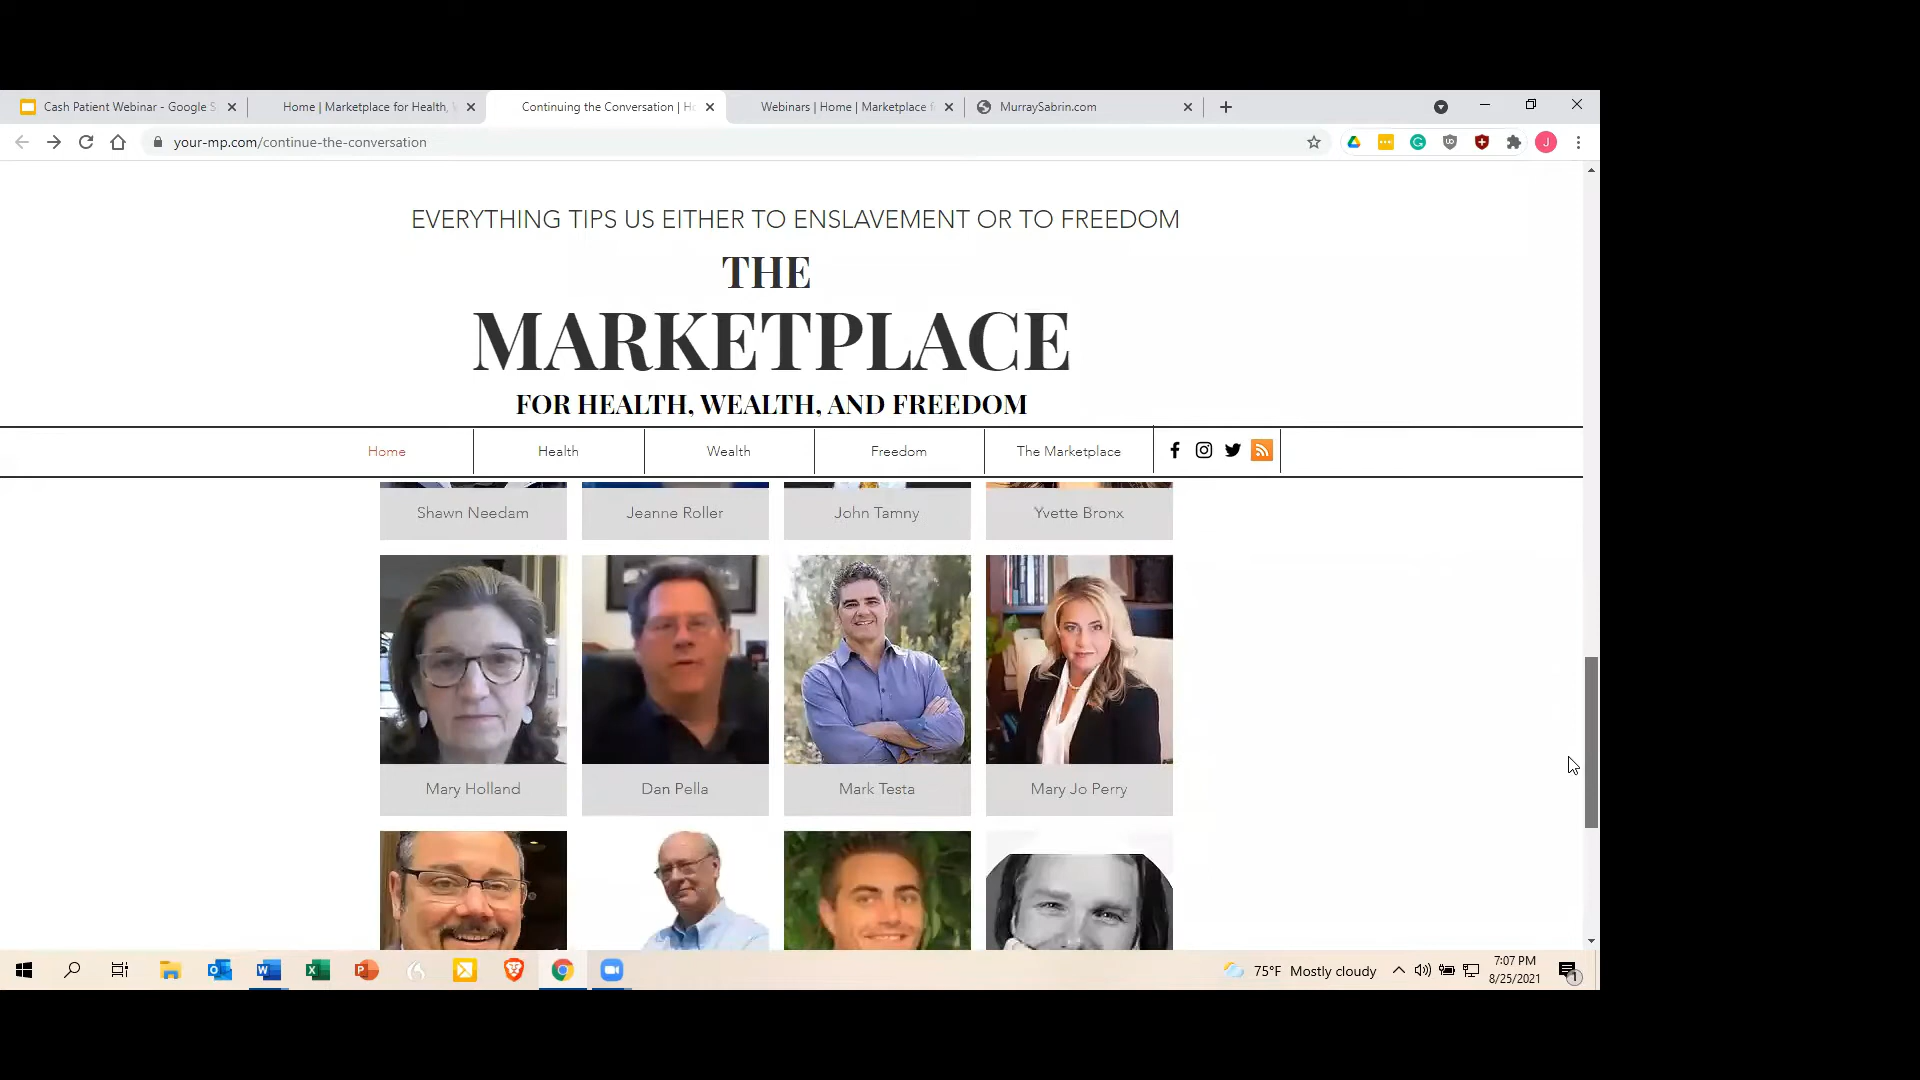 Cash Patient Webinar - Google S
Home | Marketplace for Health,
Continuing the Conversation | Ho
Webinars | Home | Marketplace f
MurraySabrin.com
your-mp.com/continue-the-conversation
J
EVERYTHING TIPS US EITHER TO ENSLAVEMENT OR TO FREEDOM
THE
MARKETPLACE
FOR HEALTH, WEALTH, AND FREEDOM
Home
Health
Wealth
Freedom
The Marketplace
Shawn Needam
Jeanne Roller
John Tamny
Yvette Bronx
Mary Holland
Dan Pella
Mark Testa
Mary Jo Perry
75°F Mostly cloudy
7:07 PM
8/25/2021
1